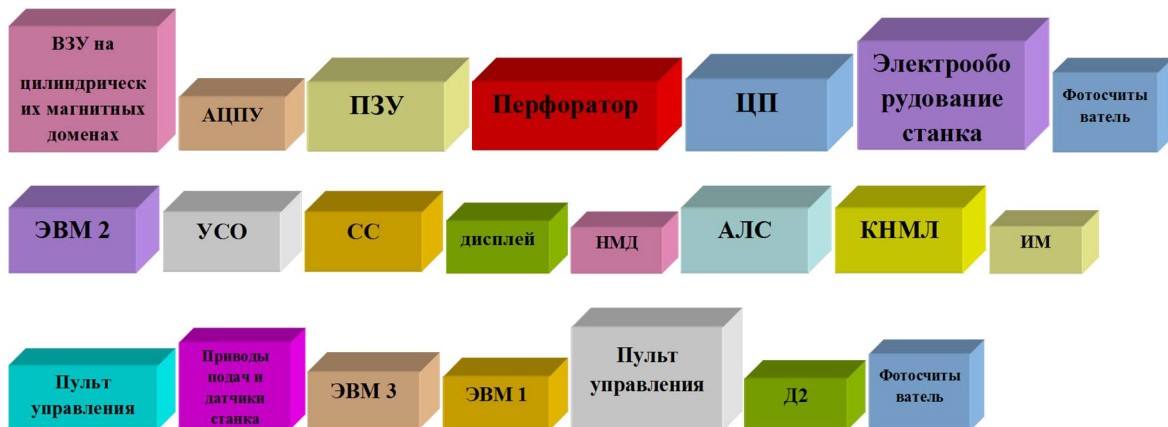 ВЗУ на
цилиндрическ
их магнитных
доменах
АЦПУ
ПЗУ
Перфоратор
ЦП
Электрообо
рудование
станка
Фотосчиты
ватель
ЭВМ 2
УСО
СС
дисплей
НМД
АЛС
КНМЛ
ИМ
Пульт
управления
Приводы
подач и
датчики
станка
ЭВМ 3
ЭВМ 1
Пульт
управления
Д2
Фотосчиты
ватель